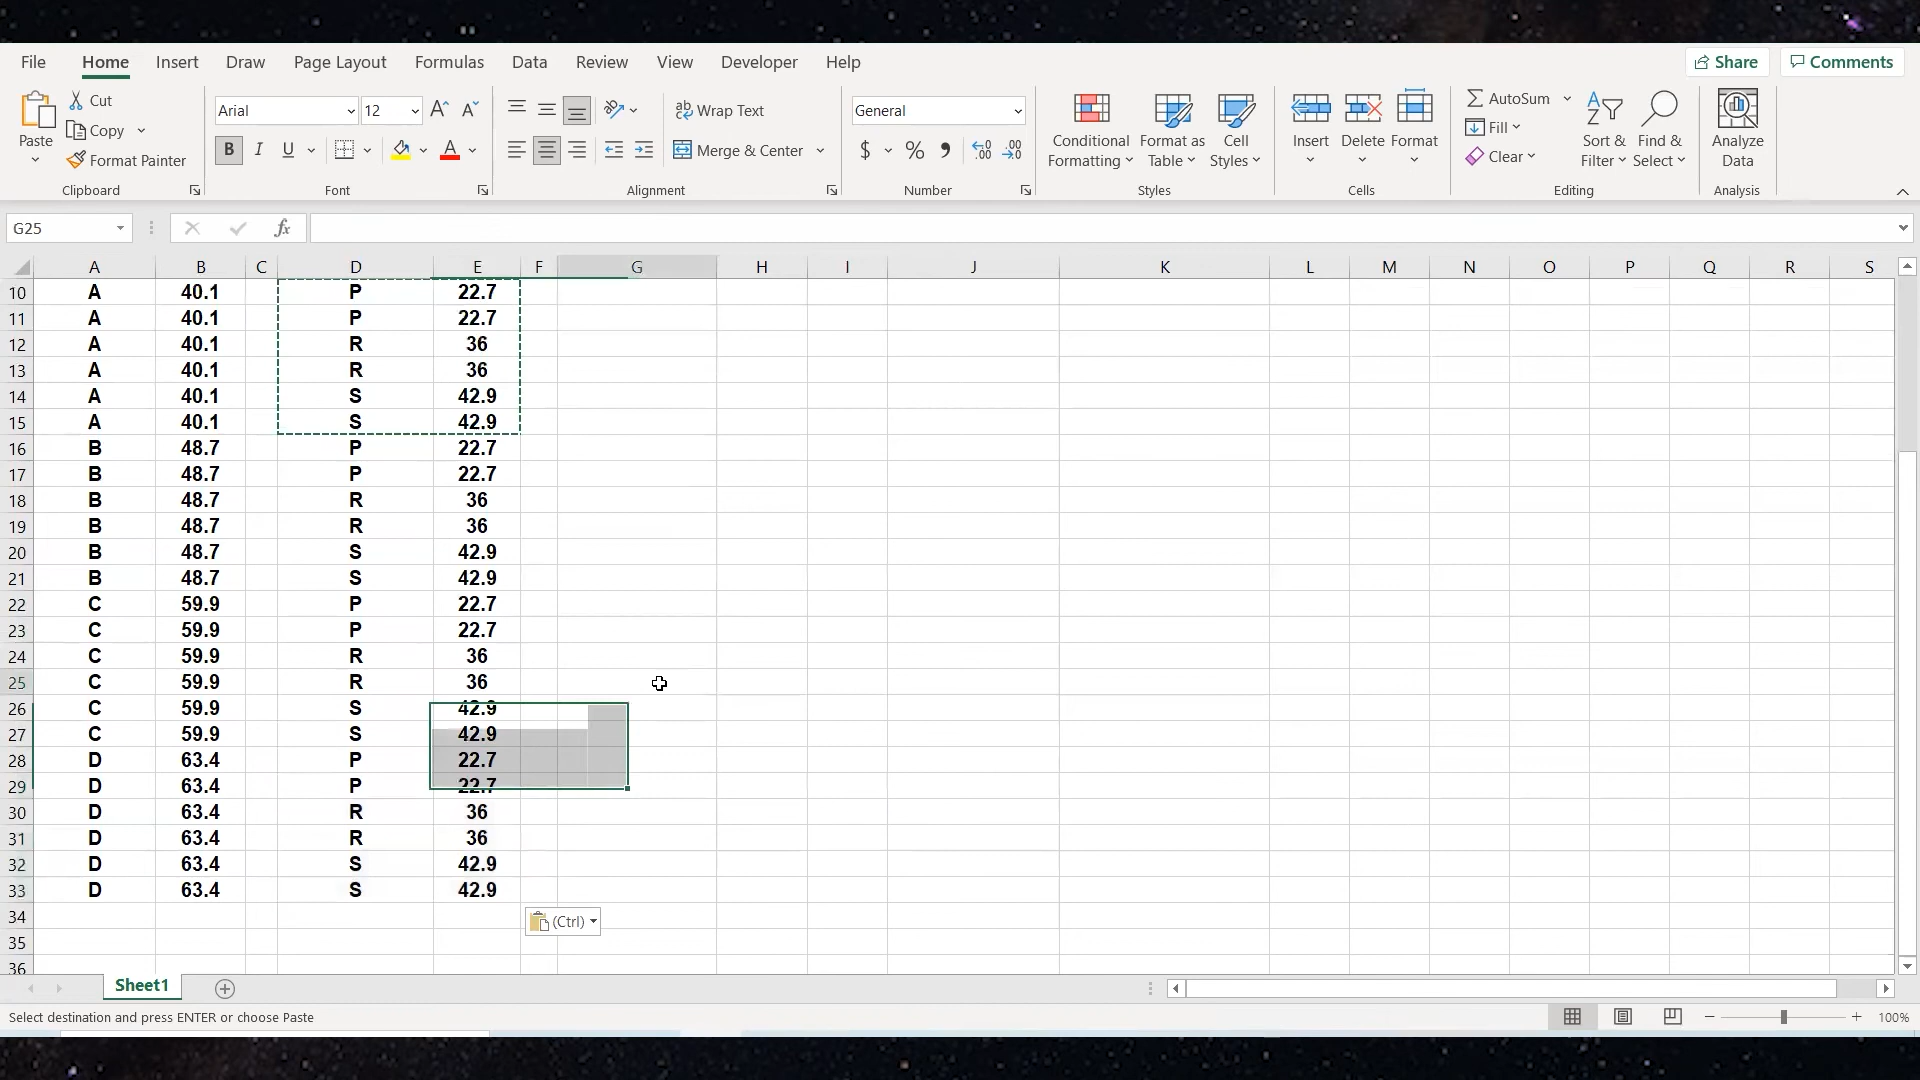 File Home Insert Draw Page Layout Formulas Data Review View Developer Help Share Comments
Cut
Copy
Format Painter
Paste
Clipboard
Arial 12
B I U
Font
Wrap Text
Merge & Center
Alignment
General
$ % 9 .00 .00
Number
Conditional Formatting
Format as Table
Cell Styles
Styles
Insert Delete Format
Cells
AutoSum
Fill
Clear
Sort & Filter
Find & Select
Editing
Analyze Data
Analysis
G25 fx
A B C D E F G H I J K L M N O P Q R S
10 A 40.1 P 22.7
11 A 40.1 P 22.7
12 A 40.1 R 36
13 A 40.1 R 36
14 A 40.1 S 42.9
15 A 40.1 S 42.9
16 B 48.7 P 22.7
17 B 48.7 P 22.7
18 B 48.7 R 36
19 B 48.7 R 36
20 B 48.7 S 42.9
21 B 48.7 S 42.9
22 C 59.9 P 22.7
23 C 59.9 P 22.7
24 C 59.9 R 36
25 C 59.9 R 36
26 C 59.9 S 42.9
27 C 59.9 S 42.9
28 D 63.4 P 22.7
29 D 63.4 P 22.7
30 D 63.4 R 36
31 D 63.4 R 36
32 D 63.4 S 42.9
33 D 63.4 S 42.9
34 (Ctrl)
35
36
Sheet1
Select destination and press ENTER or choose Paste 100%